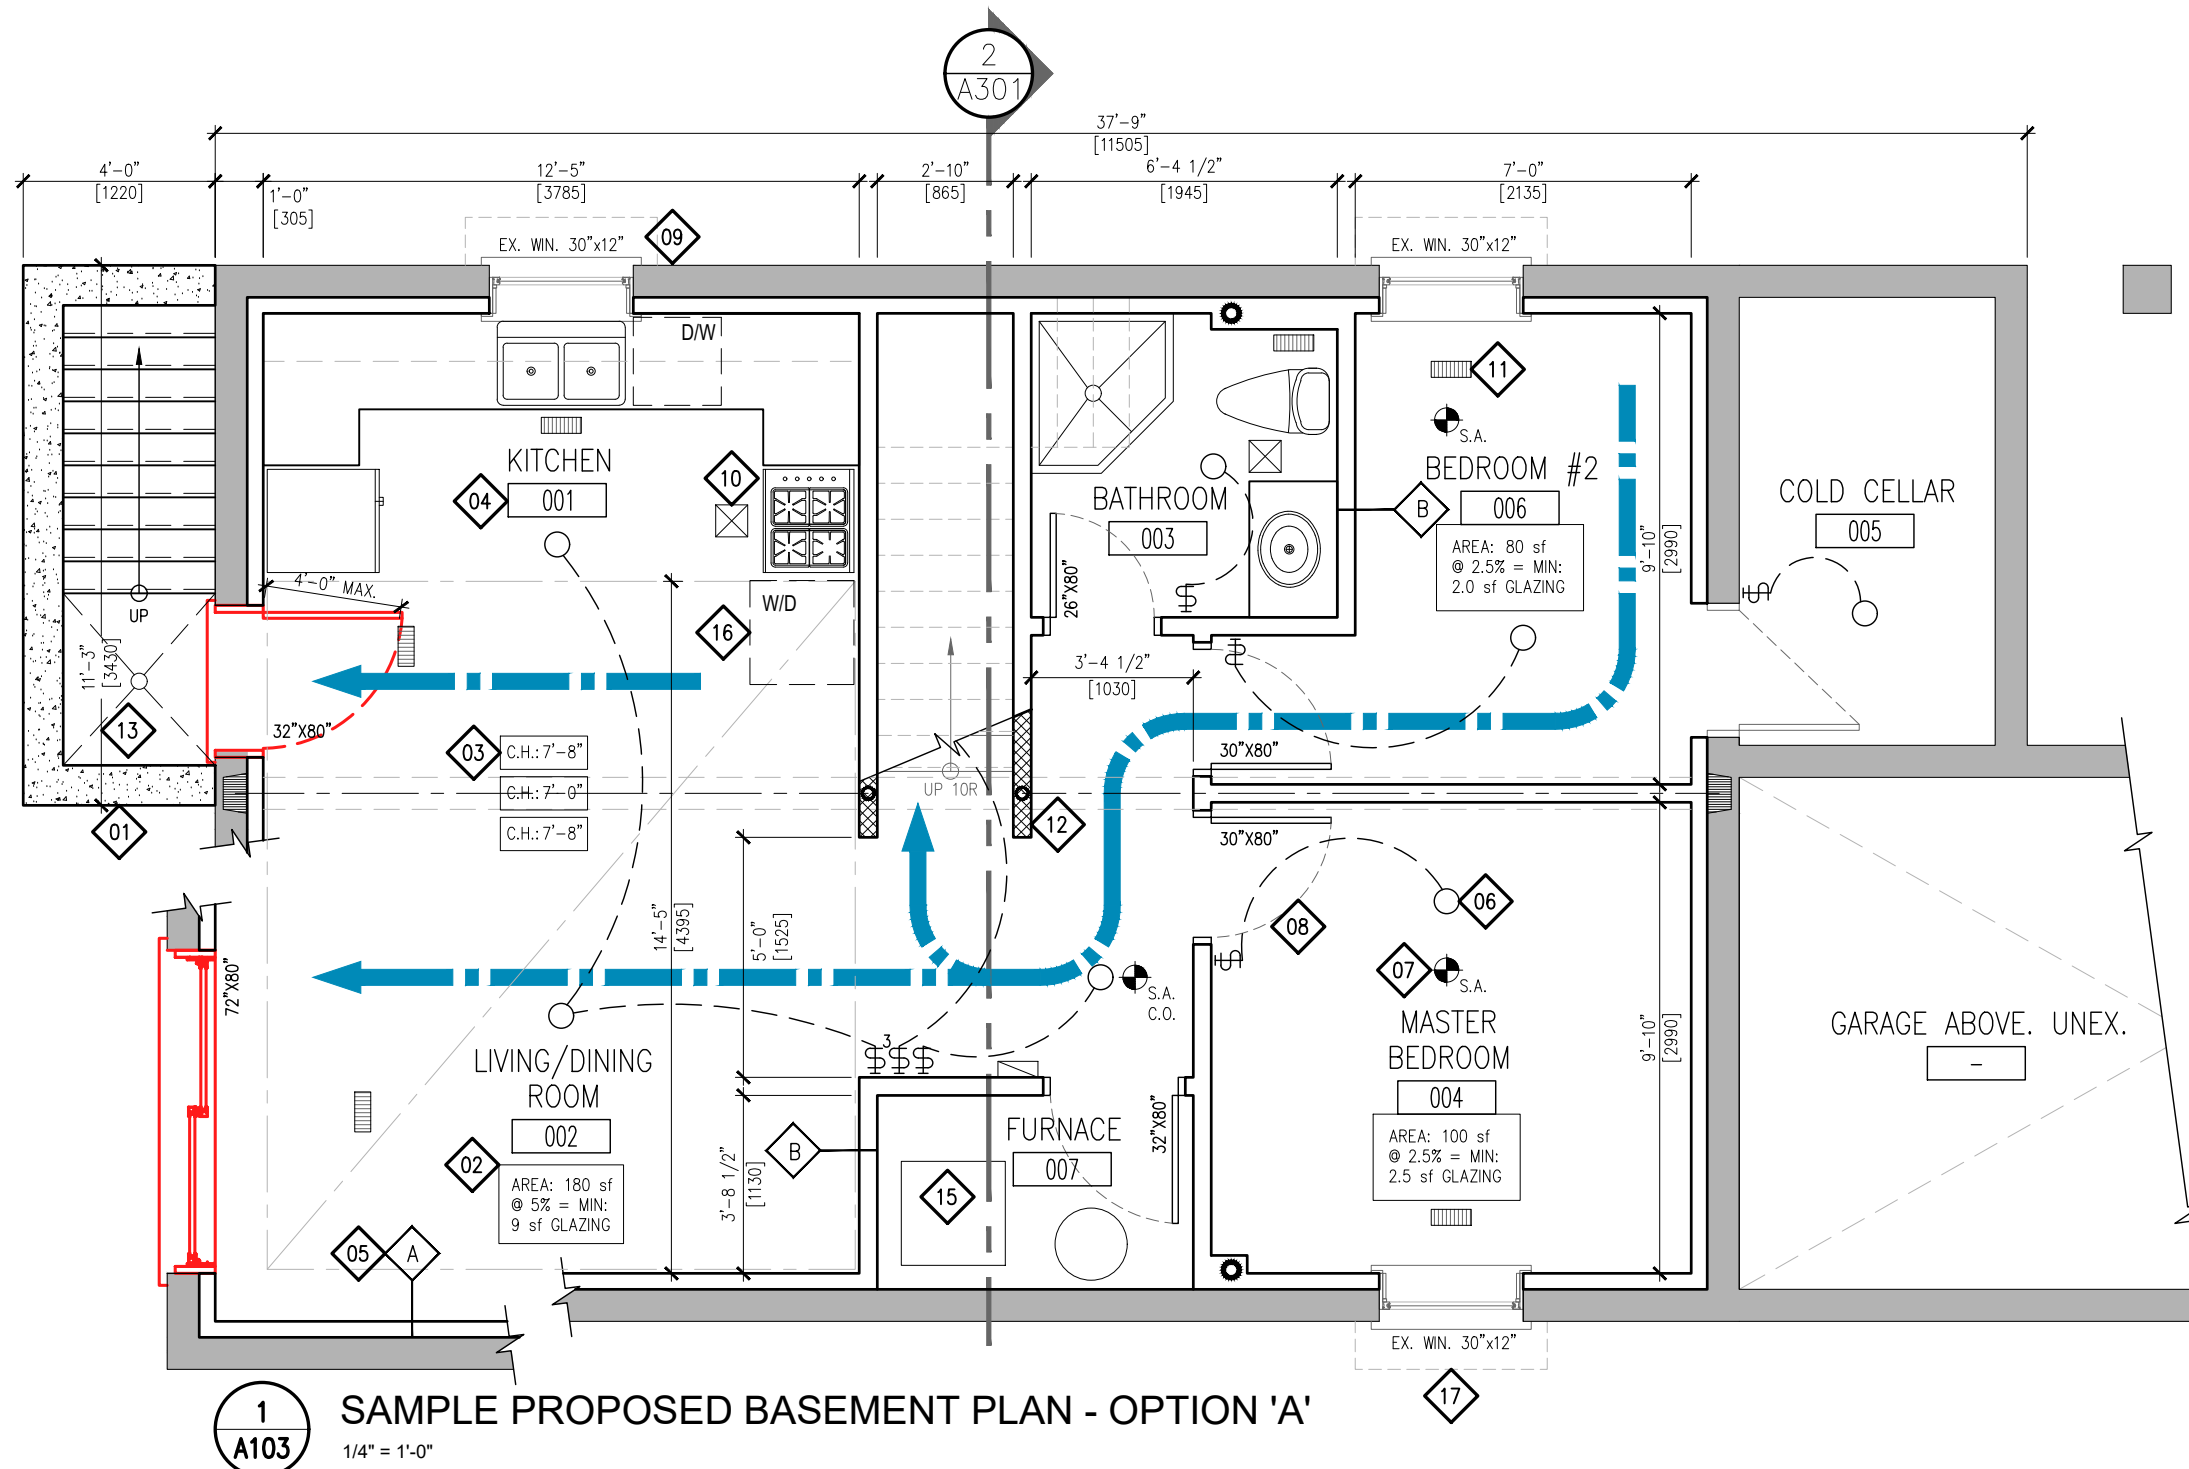 2
A301
37'-9"
[11505]
4'-0"
[1220]
1'-0"
[305]
12'-5"
[3785]
2'-10"
[865]
6'-4 1/2"
[1945]
7'-0"
[2135]
EX. WIN. 30"x12"
09
EX. WIN. 30"x12"
D/W
11
S.A.
KITCHEN
04
001
10
BATHROOM
003
BEDROOM #2
006
B
AREA: 80 sf
@ 2.5% = MIN:
2.0 sf GLAZING
COLD CELLAR
005
9'-10"
[2990]
4'-0" MAX.
UP
11'-3"
[3430]
13
01
32"X80"
W/D
16
26"X80"
3'-4 1/2"
[1030]
03
C.H.: 7'-8"
C.H.: 7'-0"
C.H.: 7'-8"
UP 10R
12
30"X80"
30"X80"
14'-5"
[4395]
5'-0"
[1525]
08
06
07
S.A.
S.A.
C.O.
72"X80"
3
$$$
LIVING/DINING
ROOM
002
02
AREA: 180 sf
@ 5% = MIN:
9 sf GLAZING
05
A
B
3'-8 1/2"
[1130]
FURNACE
007
15
32"X80"
MASTER
BEDROOM
004
AREA: 100 sf
@ 2.5% = MIN:
2.5 sf GLAZING
9'-10"
[2990]
GARAGE ABOVE. UNEX.
-
EX. WIN. 30"x12"
17
1
A103
SAMPLE PROPOSED BASEMENT PLAN - OPTION 'A'
1/4" = 1'-0"